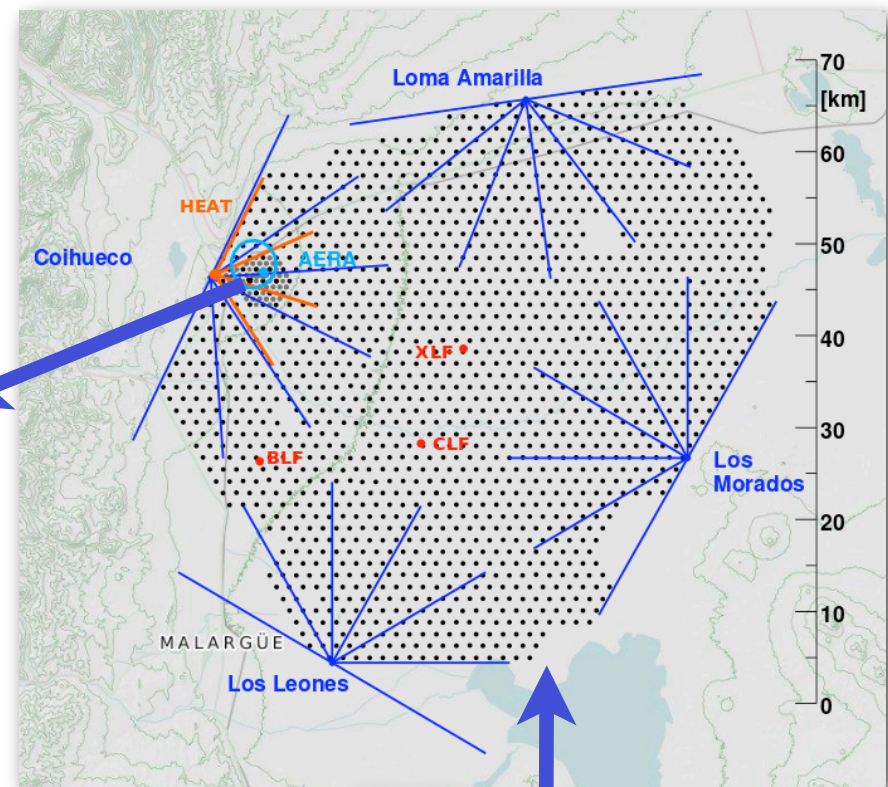 Loma Amarilla
70
[km]
60
HEAT
50
Coihueco
AERA
40
XLF
30
CLF
BLF
Los
Morados
20
10
MALARGÜE
Los Leones
0